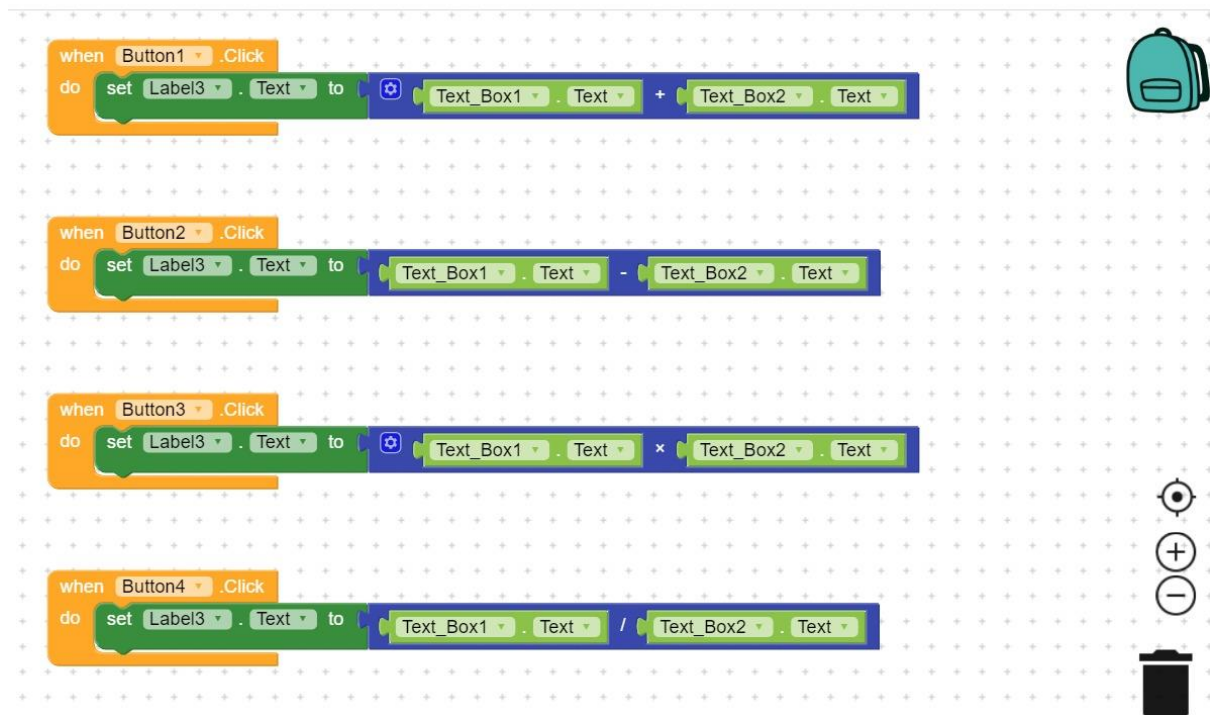 when Button1 .Click
do set Label3 . Text to Text_Box1 . Text + Text_Box2 . Text
when Button2 .Click
do set Label3 . Text to Text_Box1 . Text - Text_Box2 . Text
when Button3 .Click
do set Label3 . Text to Text_Box1 . Text × Text_Box2 . Text
when Button4 .Click
do set Label3 . Text to Text_Box1 . Text / Text_Box2 . Text